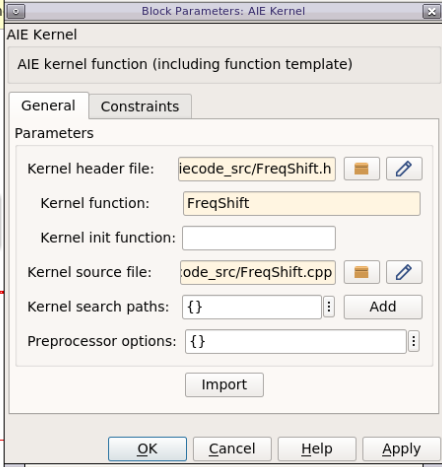 Block Parameters: AIE Kernel
AIE Kernel
AIE kernel function (including function template)
General Constraints
Parameters
Kernel header file: iecode_src/FreqShift.h
Kernel function: FreqShift
Kernel init function:
Kernel source file: code_src/FreqShift.cpp
Kernel search paths: {} Add
Preprocessor options: {}
Import
OK Cancel Help Apply